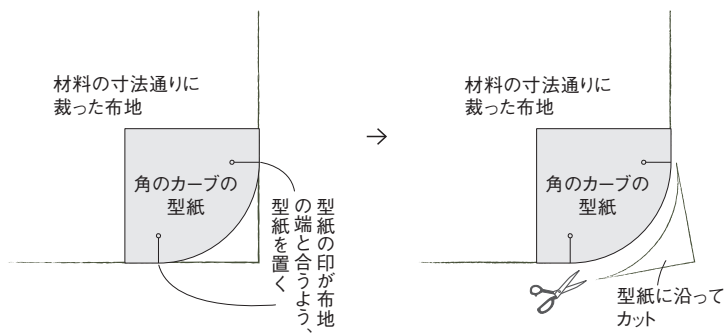 材料の寸法通りに
裁った布地
角のカーブの
型紙
型紙の印が布地
の端と合うよう、
型紙を置く
→
材料の寸法通りに
裁った布地
角のカーブの
型紙
型紙に沿って
カット